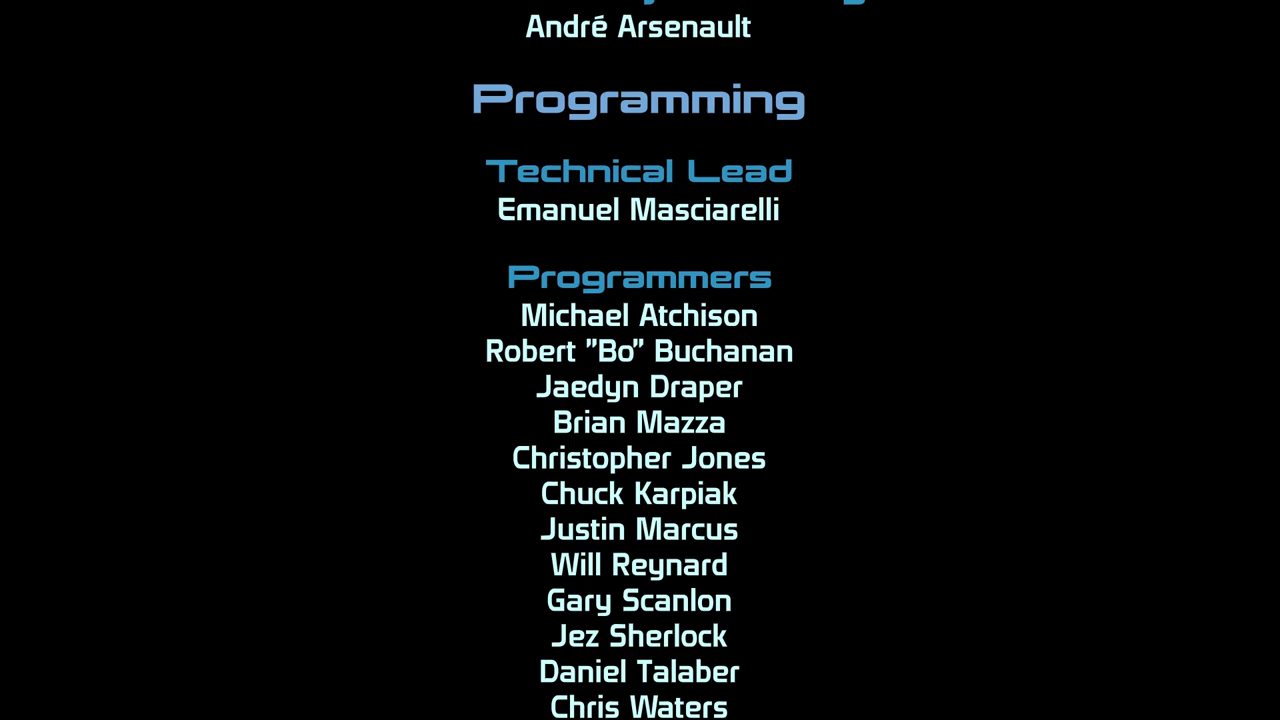 André Arsenault
Programming
Technical Lead
Emanuel Masciarelli
Programmers
Michael Atchison
Robert "Bo" Buchanan
Jaedyn Draper
Brian Mazza
Christopher Jones
Chuck Karpiak
Justin Marcus
Will Reynard
Gary Scanlon
Jez Sherlock
Daniel Talaber
Chris Waters